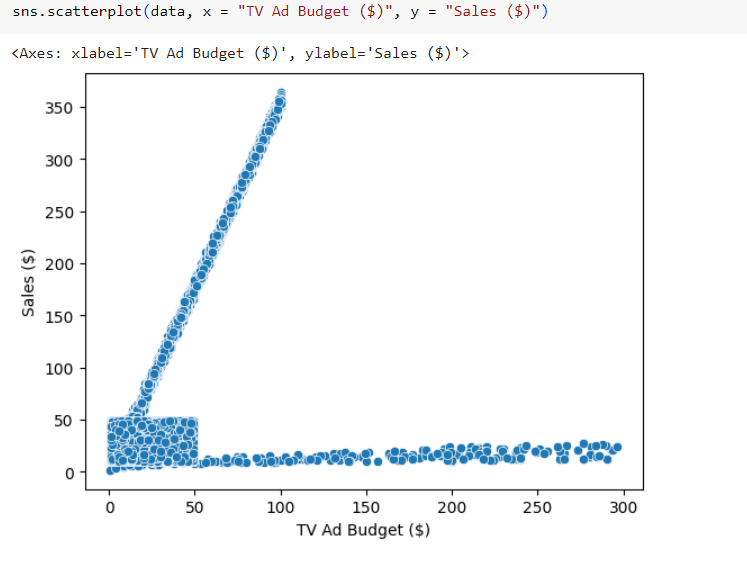 sns.scatterplot(data, x = "TV Ad Budget ($)", y = "Sales ($)")
<Axes: xlabel='TV Ad Budget ($)', ylabel='Sales ($)'>
350
300
250
200
150
100
50
0
Sales ($)
0 50 100 150 200 250 300
TV Ad Budget ($)